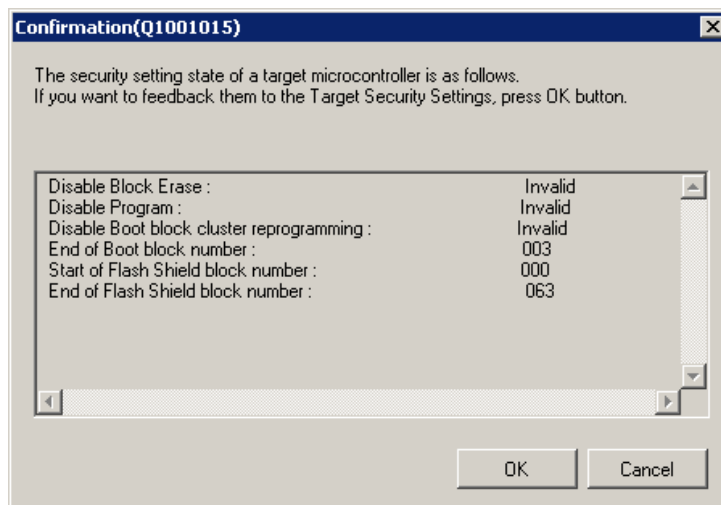 Confirmation(Q1001015)
The security setting state of a target microcontroller is as follows.
If you want to feedback them to the Target Security Settings, press OK button.
Disable Block Erase : Invalid
Disable Program : Invalid
Disable Boot block cluster reprogramming : Invalid
End of Boot block number : 003
Start of Flash Shield block number : 000
End of Flash Shield block number : 063
OK Cancel